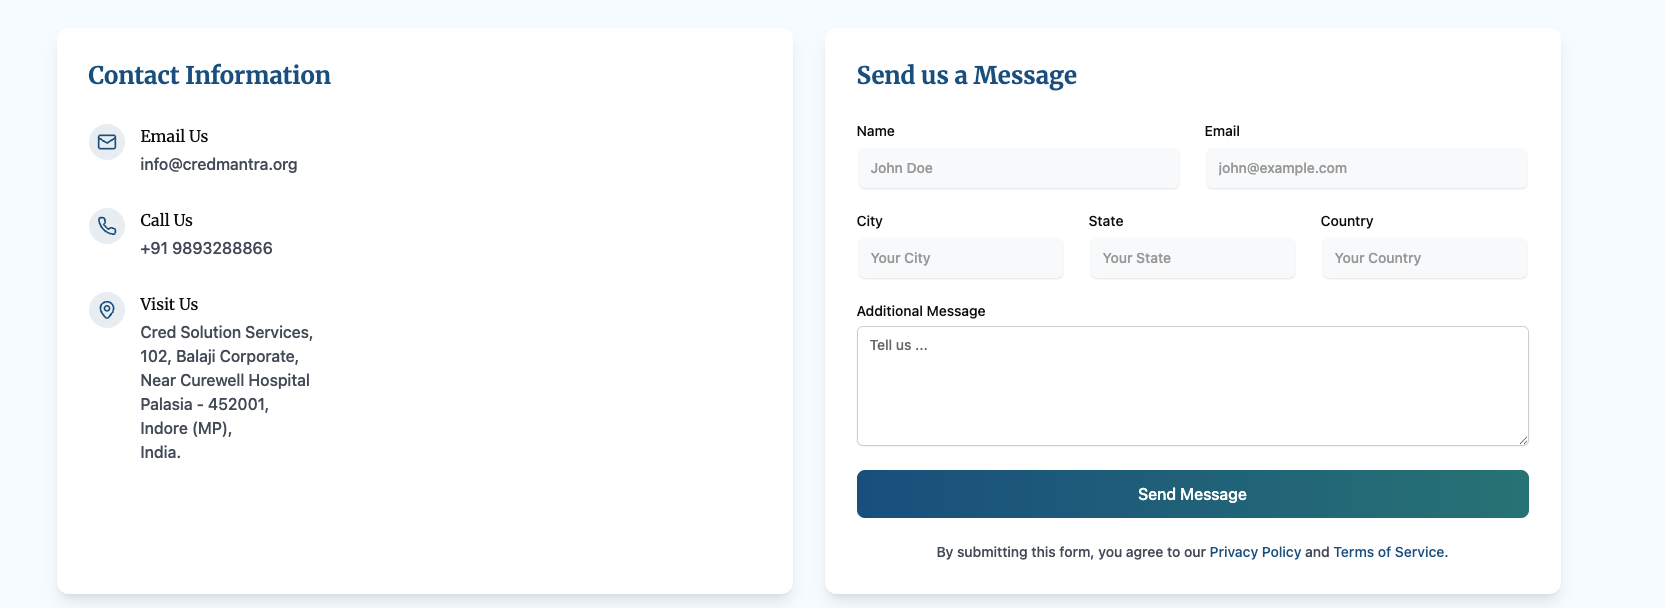 Contact Information
Email Us
info@credmantra.org
Call Us
+91 9893288866
Visit Us
Cred Solution Services,
102, Balaji Corporate,
Near Curewell Hospital
Palasia - 452001,
Indore (MP),
India.
Send us a Message
Name
Email
John Doe
john@example.com
City
State
Country
Your City
Your State
Your Country
Additional Message
Tell us ...
Send Message
By submitting this form, you agree to our Privacy Policy and Terms of Service.